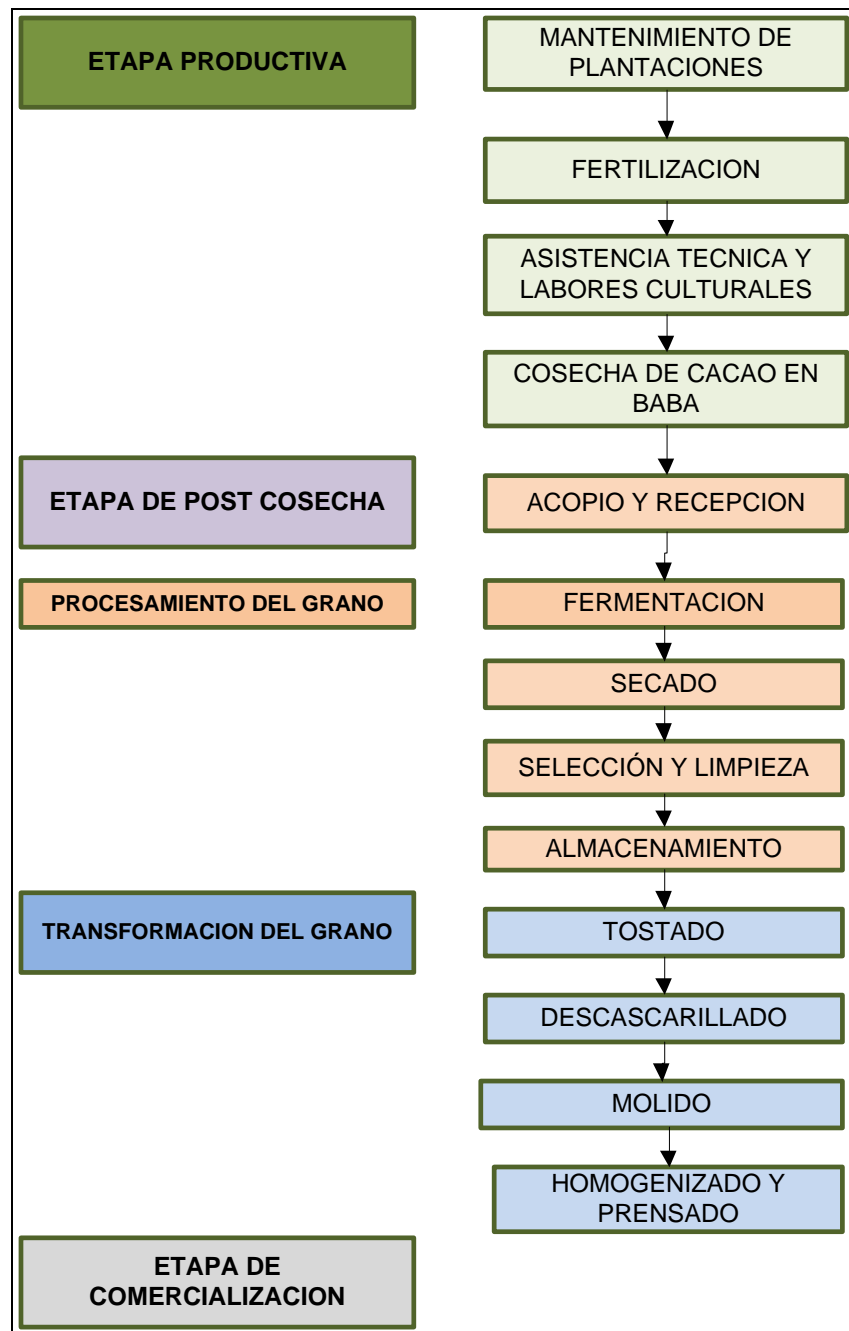 ETAPA PRODUCTIVA
MANTENIMIENTO DE
PLANTACIONES
FERTILIZACION
ASISTENCIA TECNICA Y
LABORES CULTURALES
COSECHA DE CACAO EN
BABA
ETAPA DE POST COSECHA
ACOPIO Y RECEPCION
PROCESAMIENTO DEL GRANO
FERMENTACION
SECADO
SELECCIÓN Y LIMPIEZA
ALMACENAMIENTO
TRANSFORMACION DEL GRANO
TOSTADO
DESCASCARILLADO
MOLIDO
HOMOGENIZADO Y
PRENSADO
ETAPA DE
COMERCIALIZACION